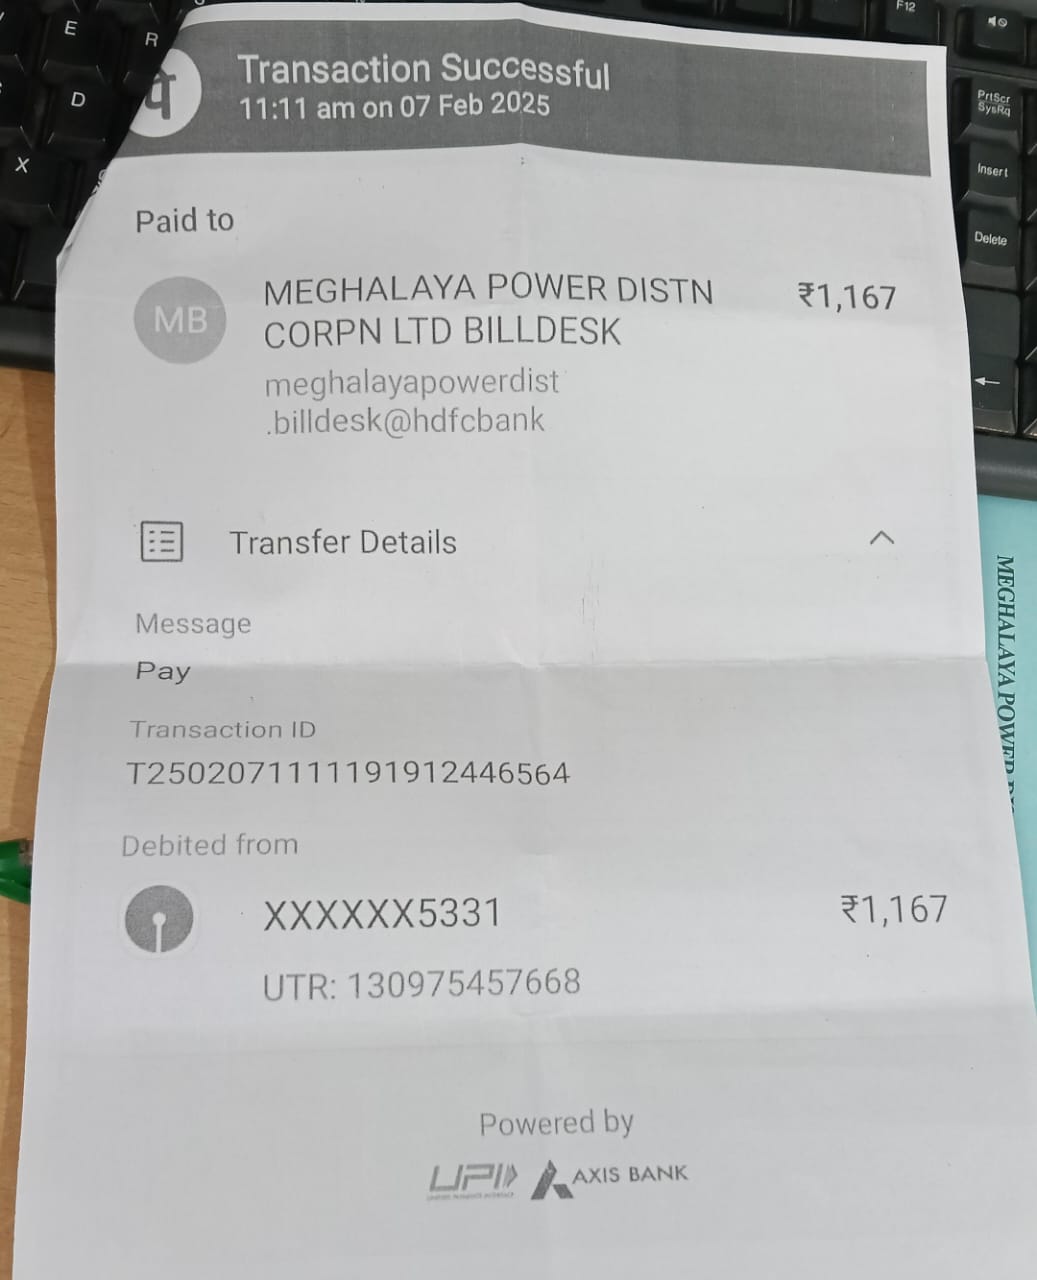 E
R
D
X
F12
PrtScr
SysRq
Insert
Delete
पे
Transaction Successful
11:11 am on 07 Feb 2025
Paid to
MB
MEGHALAYA POWER DISTN
CORPN LTD BILLDESK
₹1,167
meghalayapowerdist
.billdesk@hdfcbank
Transfer Details
Message
Pay
Transaction ID
T2502071111191912446564
Debited from
XXXXXX5331
₹1,167
UTR: 130975457668
Powered by
UPI
AXIS BANK
MEGHALAYA POWER